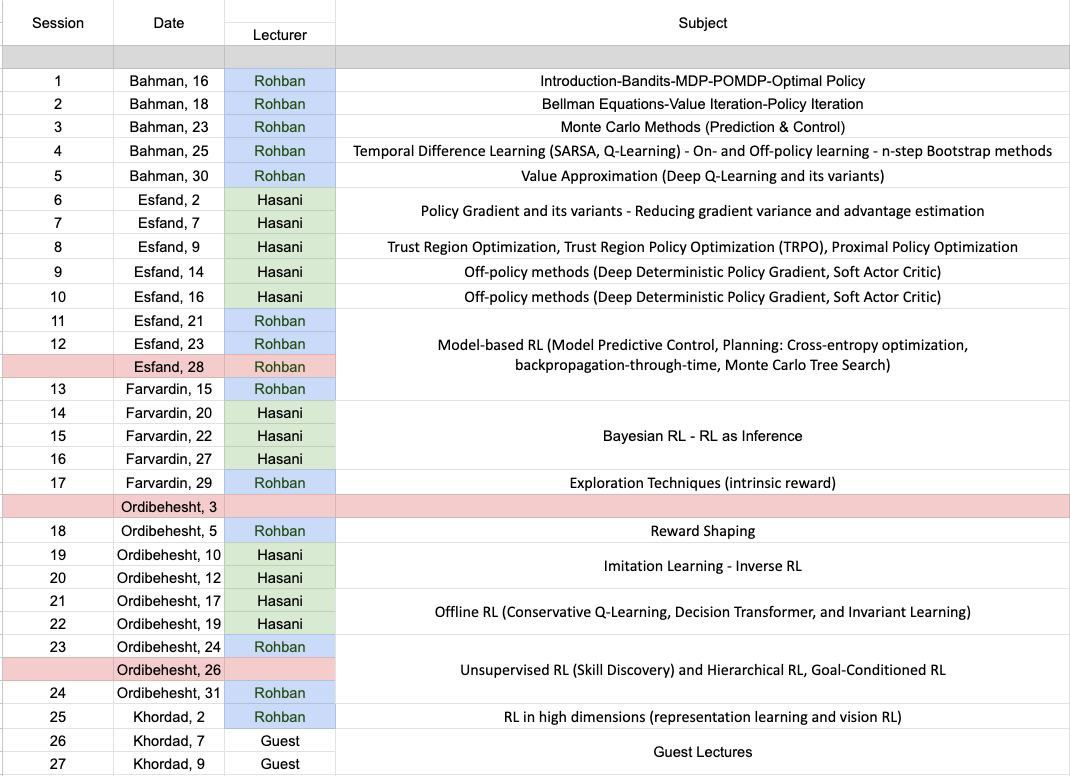 Session Date Lecturer Subject
1 Bahman, 16 Rohban Introduction-Bandits-MDP-POMDP-Optimal Policy
2 Bahman, 18 Rohban Bellman Equations-Value Iteration-Policy Iteration
3 Bahman, 23 Rohban Monte Carlo Methods (Prediction & Control)
4 Bahman, 25 Rohban Temporal Difference Learning (SARSA, Q-Learning) - On- and Off-policy learning - n-step Bootstrap methods
5 Bahman, 30 Rohban Value Approximation (Deep Q-Learning and its variants)
6 Esfand, 2 Hasani
Policy Gradient and its variants - Reducing gradient variance and advantage estimation
7 Esfand, 7 Hasani
8 Esfand, 9 Hasani Trust Region Optimization, Trust Region Policy Optimization (TRPO), Proximal Policy Optimization
9 Esfand, 14 Hasani Off-policy methods (Deep Deterministic Policy Gradient, Soft Actor Critic)
10 Esfand, 16 Hasani Off-policy methods (Deep Deterministic Policy Gradient, Soft Actor Critic)
11 Esfand, 21 Rohban
12 Esfand, 23 Rohban Model-based RL (Model Predictive Control, Planning: Cross-entropy optimization,
Esfand, 28 Rohban backpropagation-through-time, Monte Carlo Tree Search)
13 Farvardin, 15 Rohban
14 Farvardin, 20 Hasani
15 Farvardin, 22 Hasani Bayesian RL - RL as Inference
16 Farvardin, 27 Hasani
17 Farvardin, 29 Rohban Exploration Techniques (intrinsic reward)
Ordibehesht, 3
18 Ordibehesht, 5 Rohban Reward Shaping
19 Ordibehesht, 10 Hasani
Imitation Learning - Inverse RL
20 Ordibehesht, 12 Hasani
21 Ordibehesht, 17 Hasani
Offline RL (Conservative Q-Learning, Decision Transformer, and Invariant Learning)
22 Ordibehesht, 19 Hasani
23 Ordibehesht, 24 Rohban
Ordibehesht, 26 Unsupervised RL (Skill Discovery) and Hierarchical RL, Goal-Conditioned RL
24 Ordibehesht, 31 Rohban
25 Khordad, 2 Rohban RL in high dimensions (representation learning and vision RL)
26 Khordad, 7 Guest
Guest Lectures
27 Khordad, 9 Guest